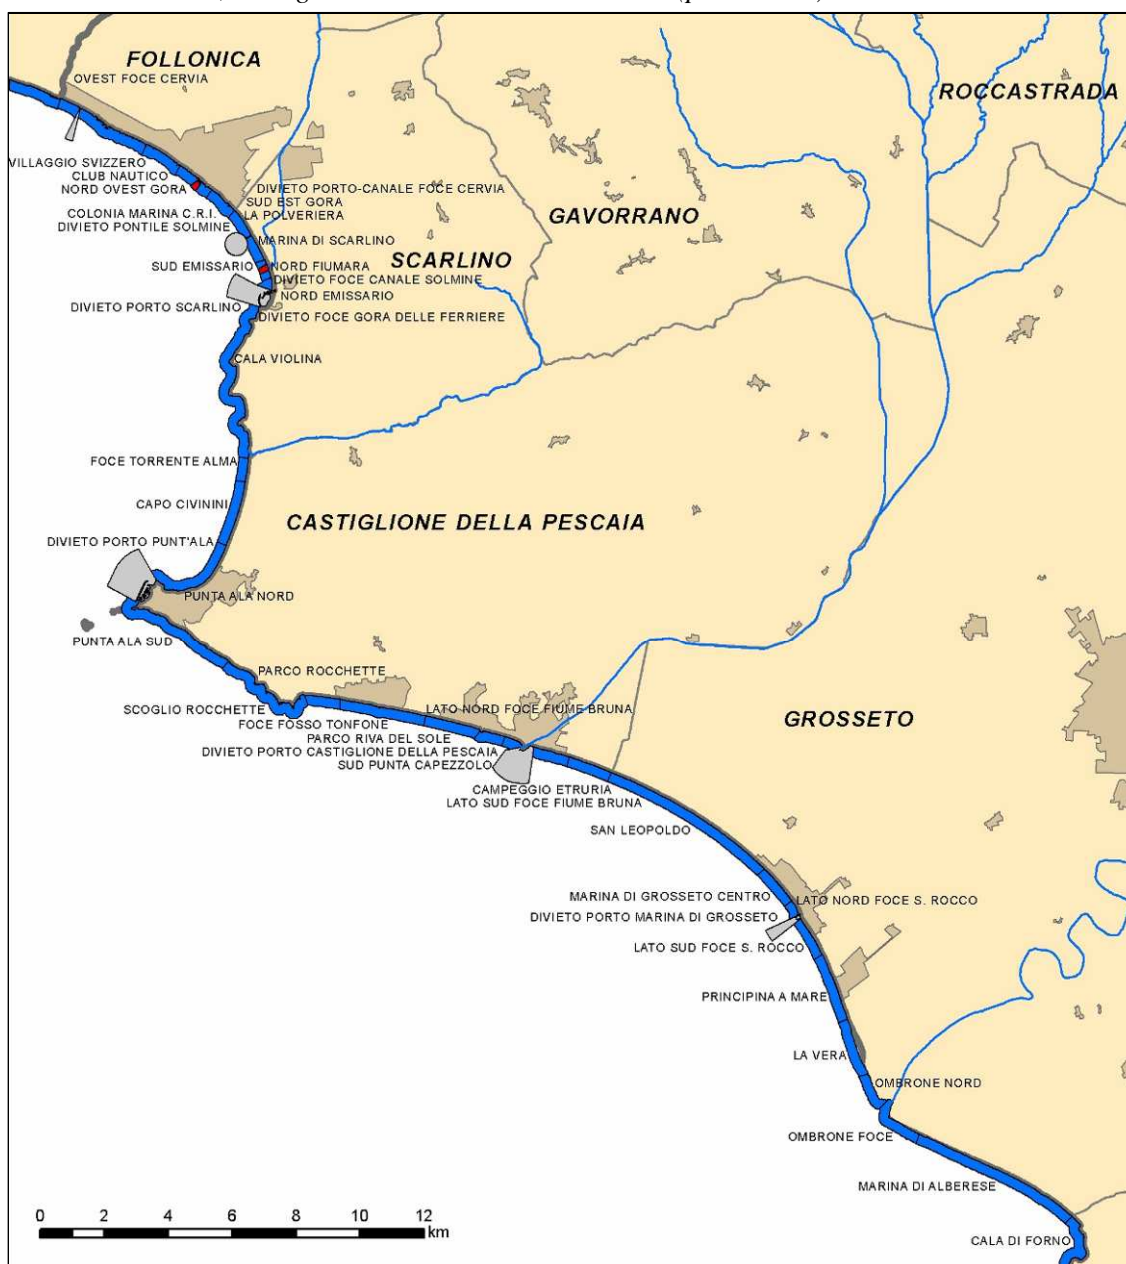 FOLLONICA
OVEST FOCE CERVIA
ROCCASTRADA
VILLAGGIO SVIZZERO
CLUB NAUTICO
NORD OVEST GORA
DIVIETO PORTO-CANALE FOCE CERVIA
SUD EST GORA
COLONIA MARINA C.R.I.
LA POLVERIERA
GAVORRANO
DIVIETO PONTILE SOLMINE
MARINA DI SCARLINO
SCARLINO
SUD EMISSARIO
NORD FIUMARA
DIVIETO FOCE CANALE SOLMINE
NORD EMISSARIO
DIVIETO PORTO SCARLINO
DIVIETO FOCE GORA DELLE FERRIERE
CALA VIOLINA
FOCE TORRENTE ALMA
CAPO CIVININI
CASTIGLIONE DELLA PESCAIA
DIVIETO PORTO PUNT'ALA
PUNTA ALA NORD
PUNTA ALA SUD
PARCO ROCCHETTE
SCOGLIO ROCCHETTE
LATO NORD FOCE FIUME BRUNA
FOCE FOSSO TONFONE
GROSSETO
PARCO RIVA DEL SOLE
DIVIETO PORTO CASTIGLIONE DELLA PESCAIA
SUD PUNTA CAPEZZOLO
CAMPEGGIO ETRURIA
LATO SUD FOCE FIUME BRUNA
SAN LEOPOLDO
MARINA DI GROSSETO CENTRO
LATO NORD FOCE S. ROCCO
DIVIETO PORTO MARINA DI GROSSETO
LATO SUD FOCE S. ROCCO
PRINCIPINA A MARE
LA VERA
OMBRONE NORD
OMBRONE FOCE
MARINA DI ALBERESE
CALA DI FORNO
0 2 4 6 8 10 12
km